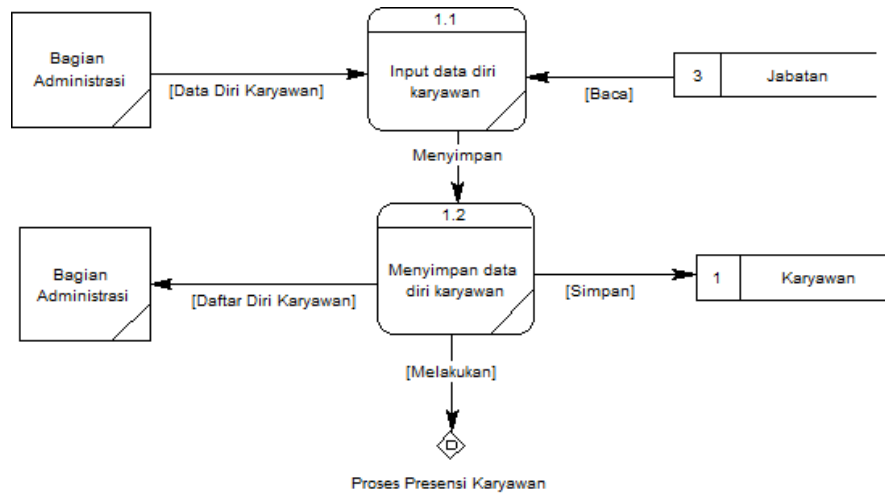 1.1
Bagian
Administrasi
Input data diri
karyawan
3
Jabatan
[Data Diri Karyawan]
[Baca]
Menyimpan
1.2
Bagian
Administrasi
Menyimpan data
diri karyawan
1
Karyawan
[Daftar Diri Karyawan]
[Simpan]
[Melakukan]
D
Proses Presensi Karyawan